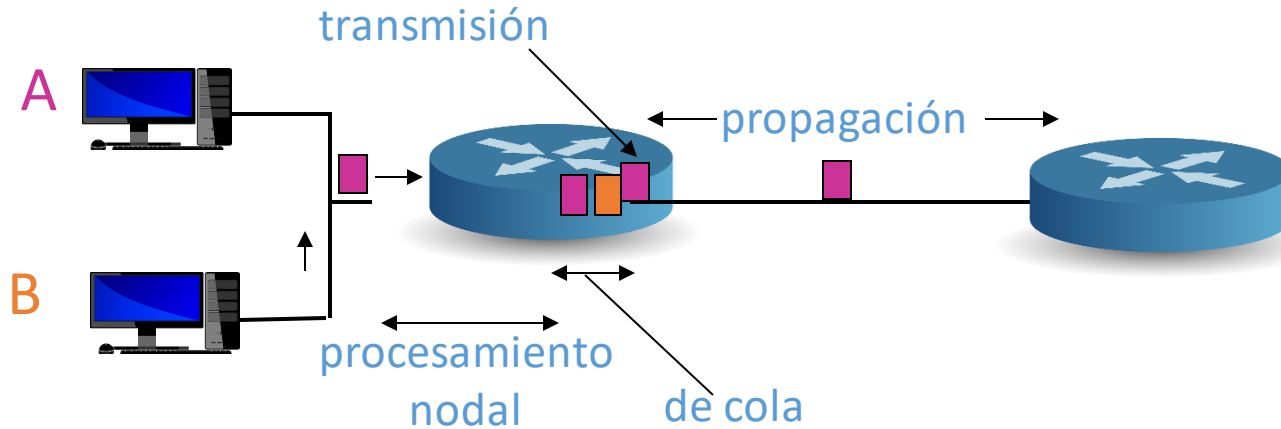 transmisión
A
propagación
B
procesamiento
nodal
de cola